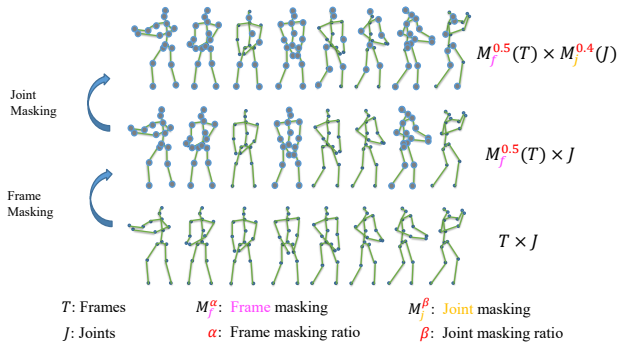 M_f^{0.5}(T) × M_j^{0.4}(J)
Joint
Masking
M_f^{0.5}(T) × J
Frame
Masking
T × J
T: Frames M_f^α: Frame masking M_j^β: Joint masking
J: Joints α: Frame masking ratio β: Joint masking ratio